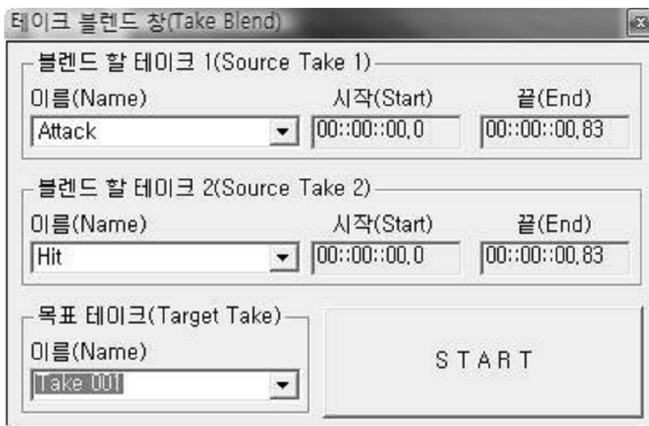 테이크 블렌드 창(Take Blend)
블렌드 할 테이크 1(Source Take 1)
이름(Name) 시작(Start) 끝(End)
Attack 00::00::00.0 00::00::00.83
블렌드 할 테이크 2(Source Take 2)
이름(Name) 시작(Start) 끝(End)
Hit 00::00::00.0 00::00::00.83
목표 테이크(Target Take)
이름(Name)
Take 001
START